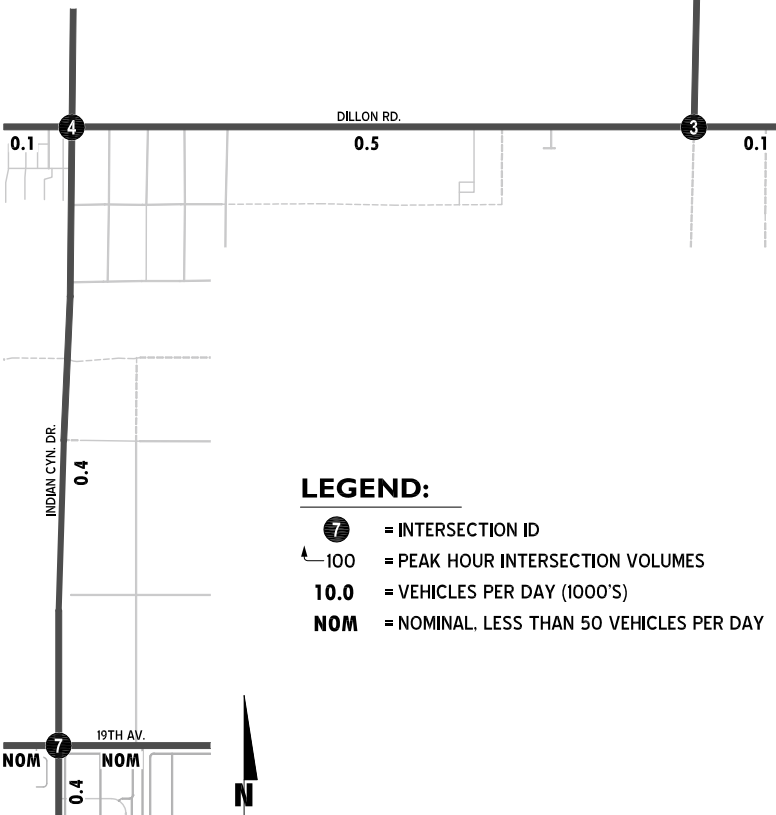 DILLON RD.
4
3
0.1
0.5
0.1
INDIAN CYN. DR.
0.4
LEGEND:
7 = INTERSECTION ID
100 = PEAK HOUR INTERSECTION VOLUMES
10.0 = VEHICLES PER DAY (1000'S)
NOM = NOMINAL, LESS THAN 50 VEHICLES PER DAY
19TH AV.
7
NOM
NOM
0.4
N